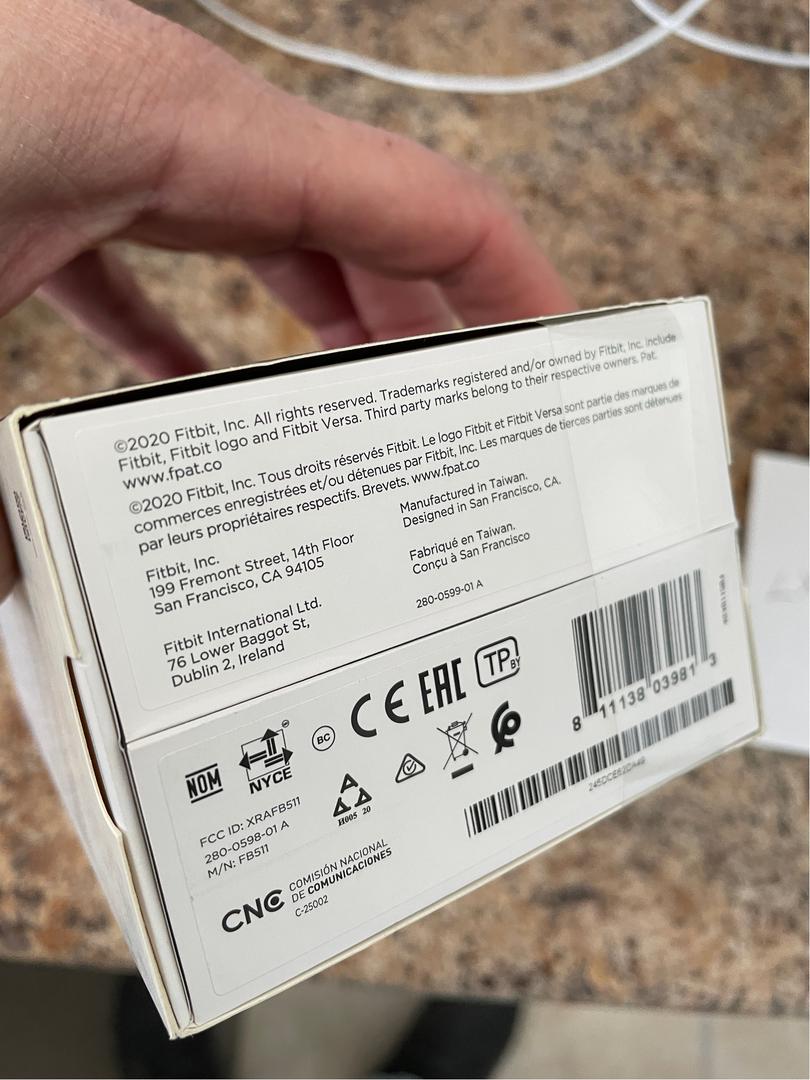 ©2020 Fitbit, Inc. All rights reserved. Trademarks registered and/or owned by Fitbit, Inc. include
Fitbit, Fitbit logo and Fitbit Versa. Third party marks belong to their respective owners. Pat.
www.fpat.co
©2020 Fitbit, Inc. Tous droits réservés Fitbit. Le logo Fitbit et Fitbit Versa sont partie des marques de
commerces enregistrées et/ou détenues par Fitbit, Inc. Les marques de tierces parties sont détenues
par leurs propriétaires respectifs. Brevets. www.fpat.co
Fitbit, Inc.
199 Fremont Street, 14th Floor
San Francisco, CA 94105
Manufactured in Taiwan.
Designed in San Francisco, CA.
Fabriqué en Taiwan.
Conçu à San Francisco
Fitbit International Ltd.
76 Lower Baggot St,
Dublin 2, Ireland
280-0599-01 A
NOM
NYCE
BC
CE
EAC
TP
BY
8 11138 03981 3
H005 20
FCC ID: XRAFB511
280-0598-01 A
M/N: FB511
CNC COMISIÓN NACIONAL
DE COMUNICACIONES
C-25002